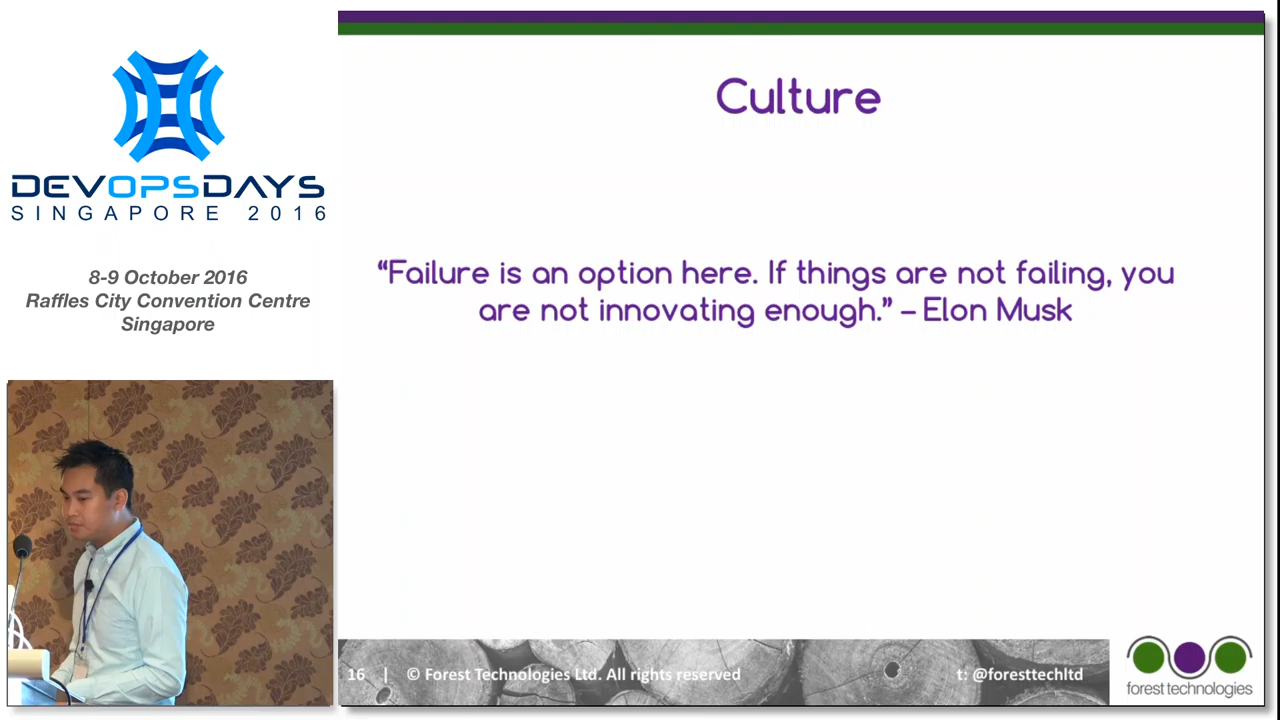 DEVOPSDAYS
SINGAPORE 2016
8-9 October 2016
Raffles City Convention Centre
Singapore
Culture
“Failure is an option here. If things are not failing, you
are not innovating enough.” – Elon Musk
16 | © Forest Technologies Ltd. All rights reserved t: @foresttechltd
forest technologies